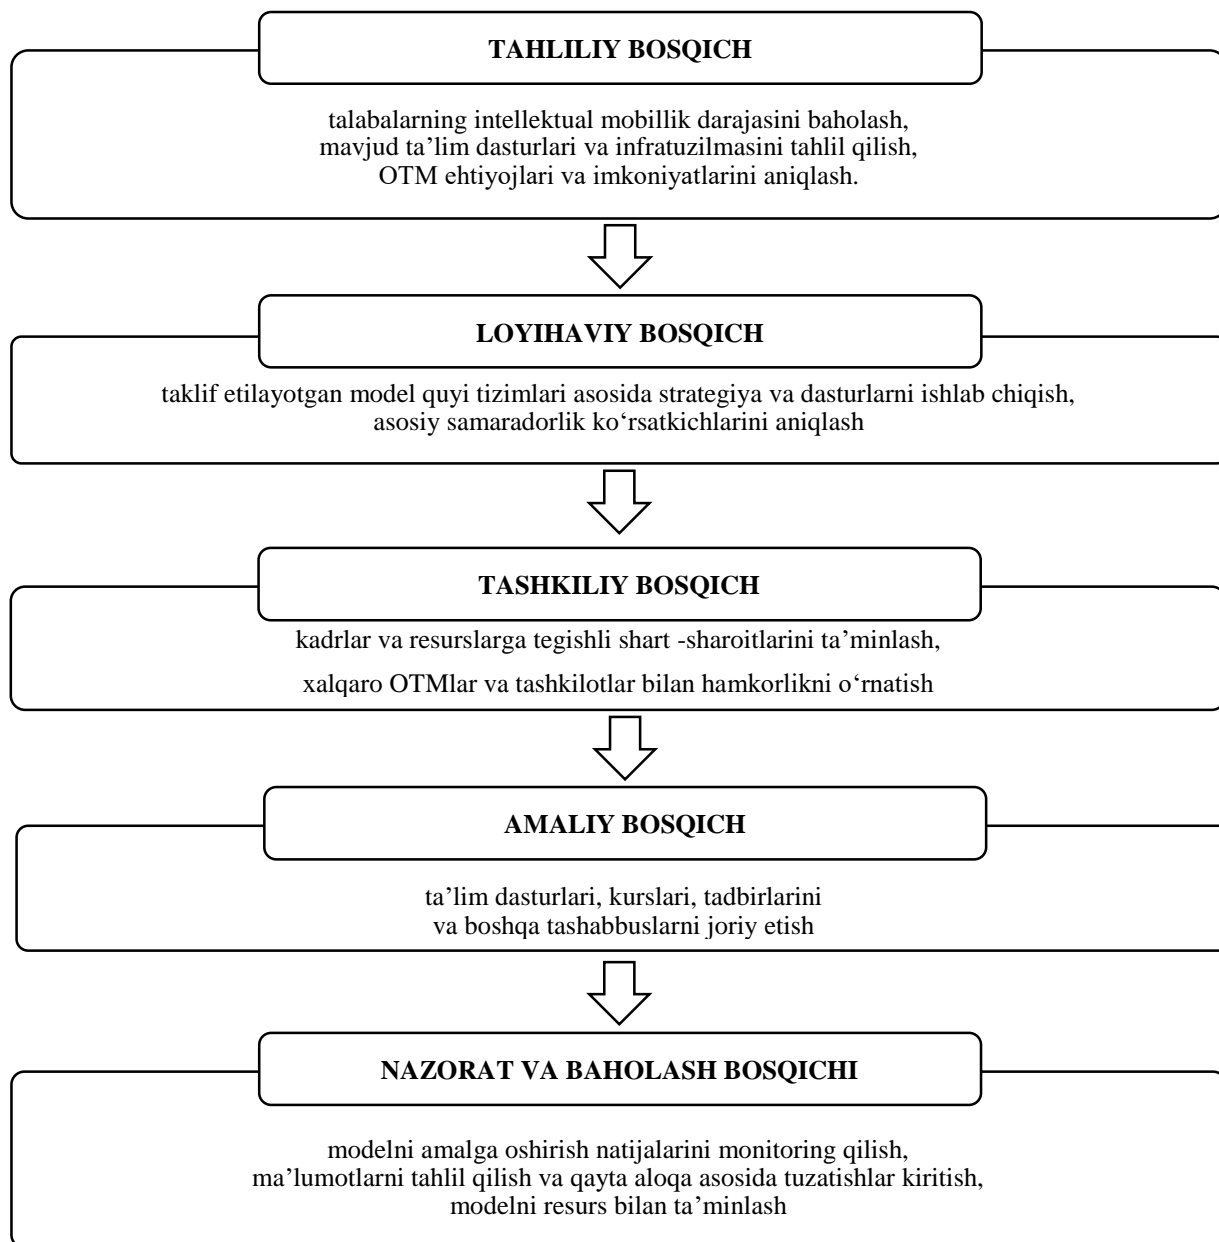 TAHLILIY BOSQICH
talabalarning intellektual mobillik darajasini baholash,
mavjud ta’lim dasturlari va infratuzilmasini tahlil qilish,
OTM ehtiyojlari va imkoniyatlarini aniqlash.
LOYIHAVIY BOSQICH
taklif etilayotgan model quyi tizimlari asosida strategiya va dasturlarni ishlab chiqish,
asosiy samaradorlik ko‘rsatkichlarini aniqlash
TASHKILIY BOSQICH
kadrlar va resurslarga tegishli shart -sharoitlarini ta’minlash,
xalqaro OTMlar va tashkilotlar bilan hamkorlikni o‘rnatish
AMALIY BOSQICH
ta’lim dasturlari, kurslari, tadbirlarini
va boshqa tashabbuslarni joriy etish
NAZORAT VA BAHOLASH BOSQICHI
modelni amalga oshirish natijalarini monitoring qilish,
ma’lumotlarni tahlil qilish va qayta aloqa asosida tuzatishlar kiritish,
modelni resurs bilan ta’minlash